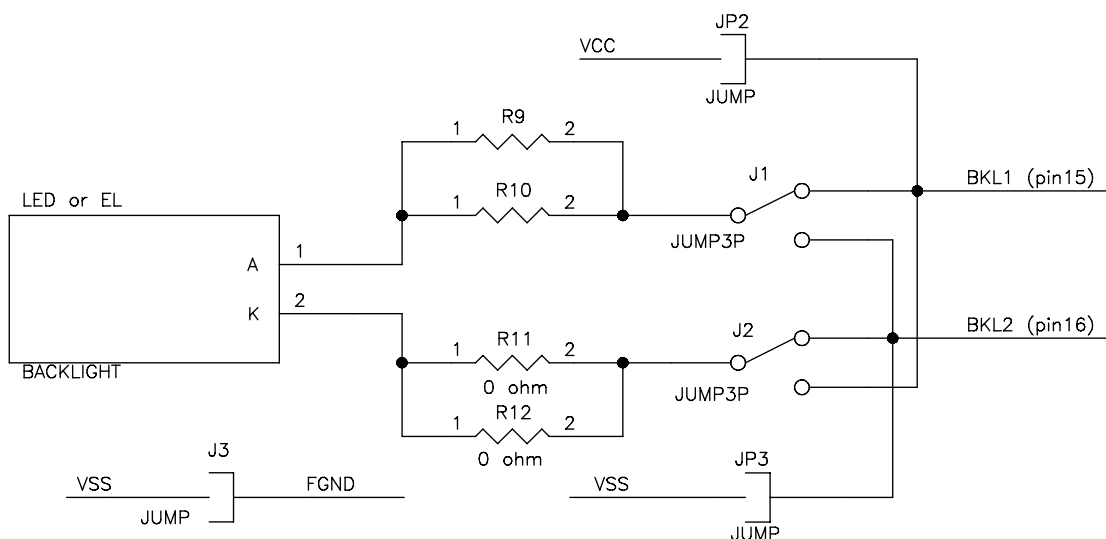 JP2
VCC
JUMP
R9
1 2
R10
1 2
J1
BKL1 (pin15)
JUMP3P
LED or EL
A 1
K 2
BACKLIGHT
BKL2 (pin16)
J2
R11
1 2
0 ohm
JUMP3P
R12
1 2
0 ohm
J3
VSS FGND
JUMP
JP3
VSS
JUMP